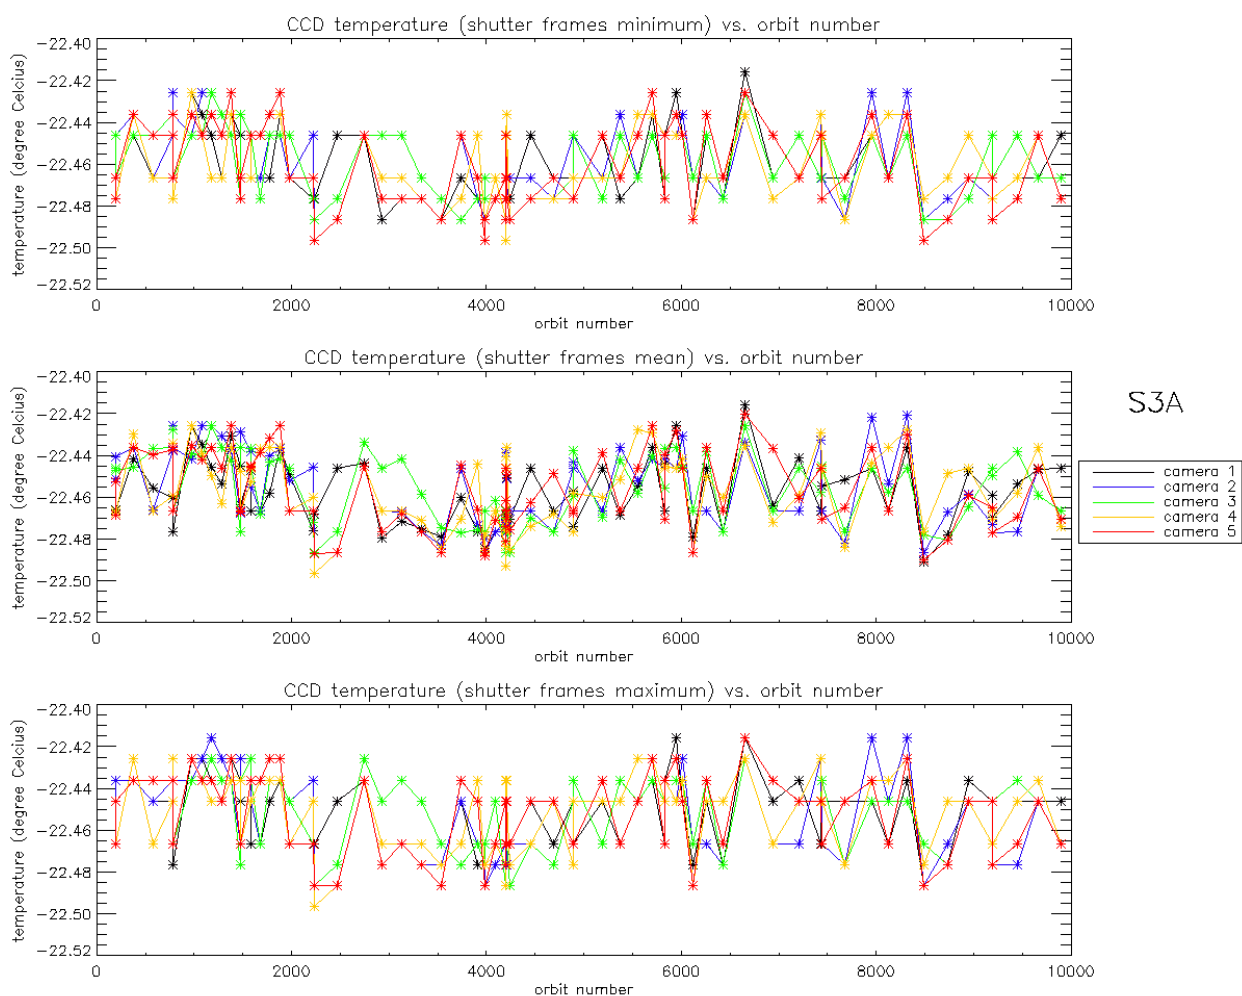 CCD temperature (shutter frames minimum) vs. orbit number
temperature (degree Celcius)
-22.40
-22.42
-22.44
-22.46
-22.48
-22.50
-22.52
0 2000 4000 6000 8000 10000
orbit number
CCD temperature (shutter frames mean) vs. orbit number
temperature (degree Celcius)
-22.40
-22.42
-22.44
-22.46
-22.48
-22.50
-22.52
0 2000 4000 6000 8000 10000
orbit number
S3A
camera 1
camera 2
camera 3
camera 4
camera 5
CCD temperature (shutter frames maximum) vs. orbit number
temperature (degree Celcius)
-22.40
-22.42
-22.44
-22.46
-22.48
-22.50
-22.52
0 2000 4000 6000 8000 10000
orbit number